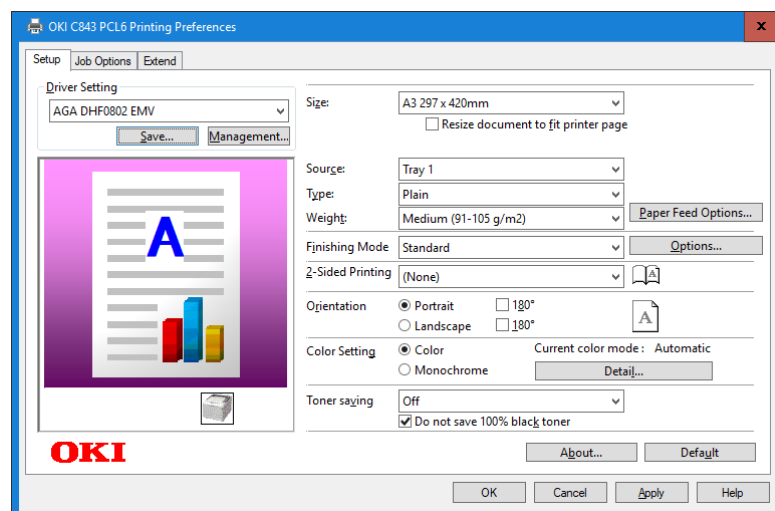 OKI C843 PCL6 Printing Preferences
x
Setup Job Options Extend
Driver Setting
AGA DHF0802 EMV
Save... Management...
Size: A3 297 x 420mm
Resize document to fit printer page
Source: Tray 1
Type: Plain
Weight: Medium (91-105 g/m2) Paper Feed Options...
Finishing Mode Standard Options...
2-Sided Printing (None) A
Orientation Portrait 180°
Landscape 180° A
Color Setting Color Current color mode : Automatic
Monochrome Detail...
Toner saving Off
Do not save 100% black toner
A
OKI
About... Default
OK Cancel Apply Help